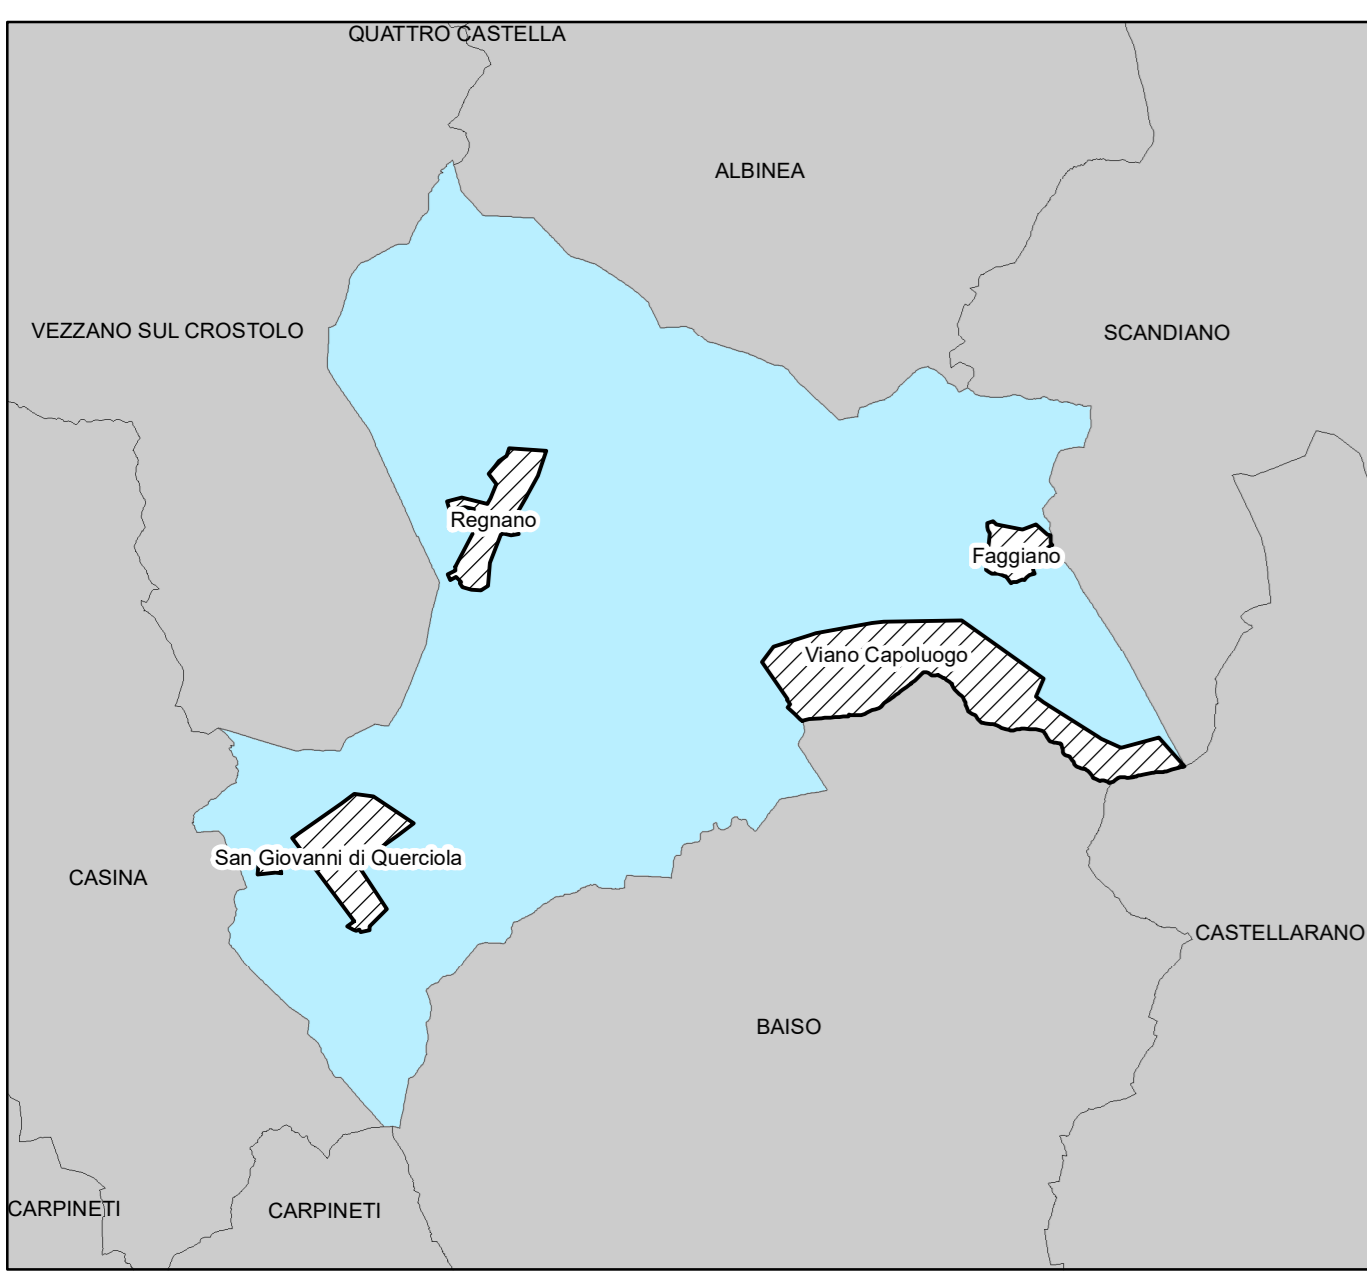 QUATTRO CASTELLA
ALBINEA
VEZZANO SUL CROSTOLO
SCANDIANO
Regnano
Faggiano
Viano Capoluogo
San Giovanni di Querciola
CASINA
CASTELLARANO
BAISO
CARPINETI
CARPINETI